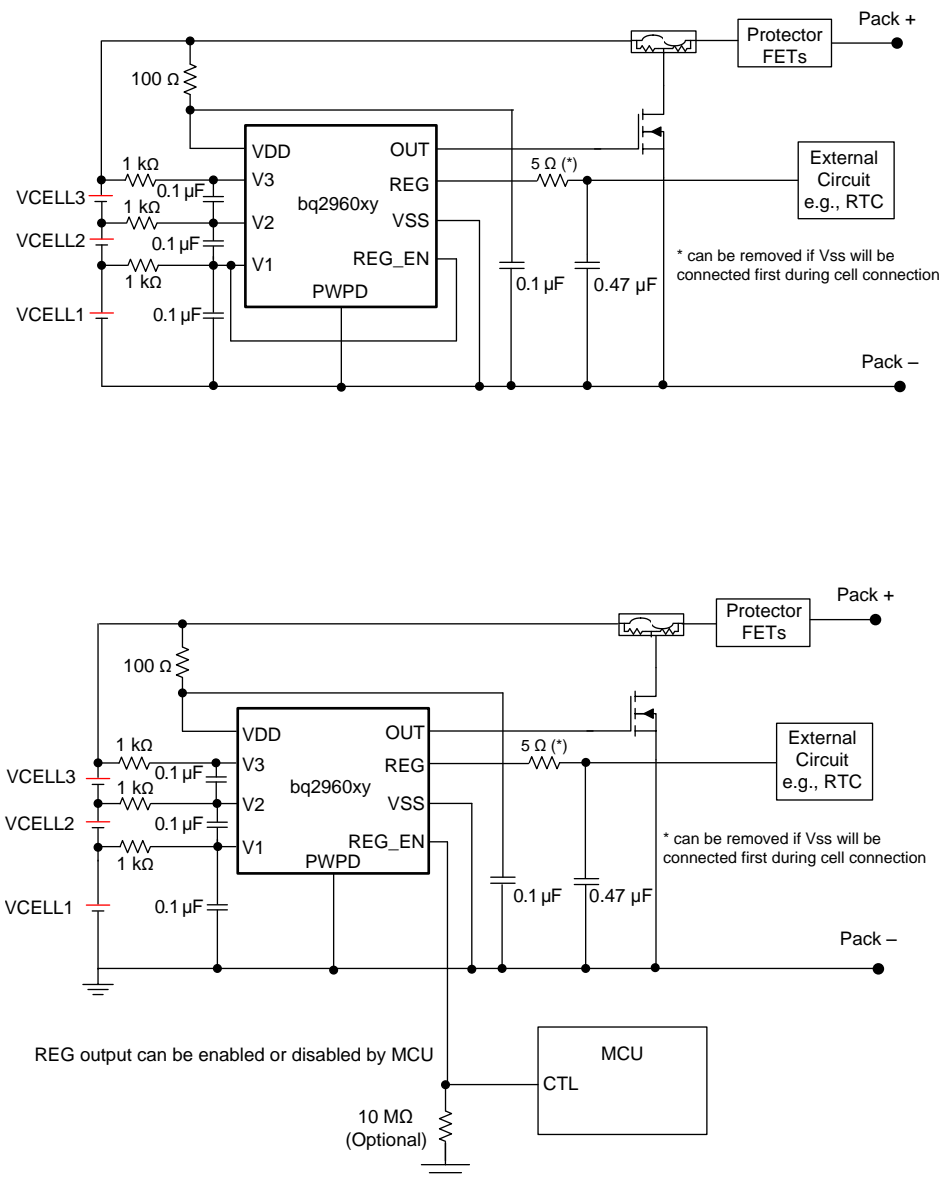 Pack +
Protector
FETs
100 Ω
VDD
OUT
1 kΩ
V3
0.1 µF
REG
5 Ω (*)
External
Circuit
e.g., RTC
VCELL3
1 kΩ
V2
bq2960xy
VSS
VCELL2
0.1 µF
V1
REG_EN
1 kΩ
* can be removed if Vss will be
connected first during cell connection
0.1 µF
0.47 µF
PWPD
VCELL1
0.1 µF
Pack –
Pack +
Protector
FETs
100 Ω
VDD
OUT
1 kΩ
V3
0.1 µF
REG
5 Ω (*)
External
Circuit
e.g., RTC
VCELL3
1 kΩ
V2
bq2960xy
VSS
VCELL2
0.1 µF
V1
REG_EN
1 kΩ
* can be removed if Vss will be
connected first during cell connection
PWPD
0.1 µF
0.47 µF
VCELL1
0.1 µF
Pack –
REG output can be enabled or disabled by MCU
MCU
CTL
10 MΩ
(Optional)